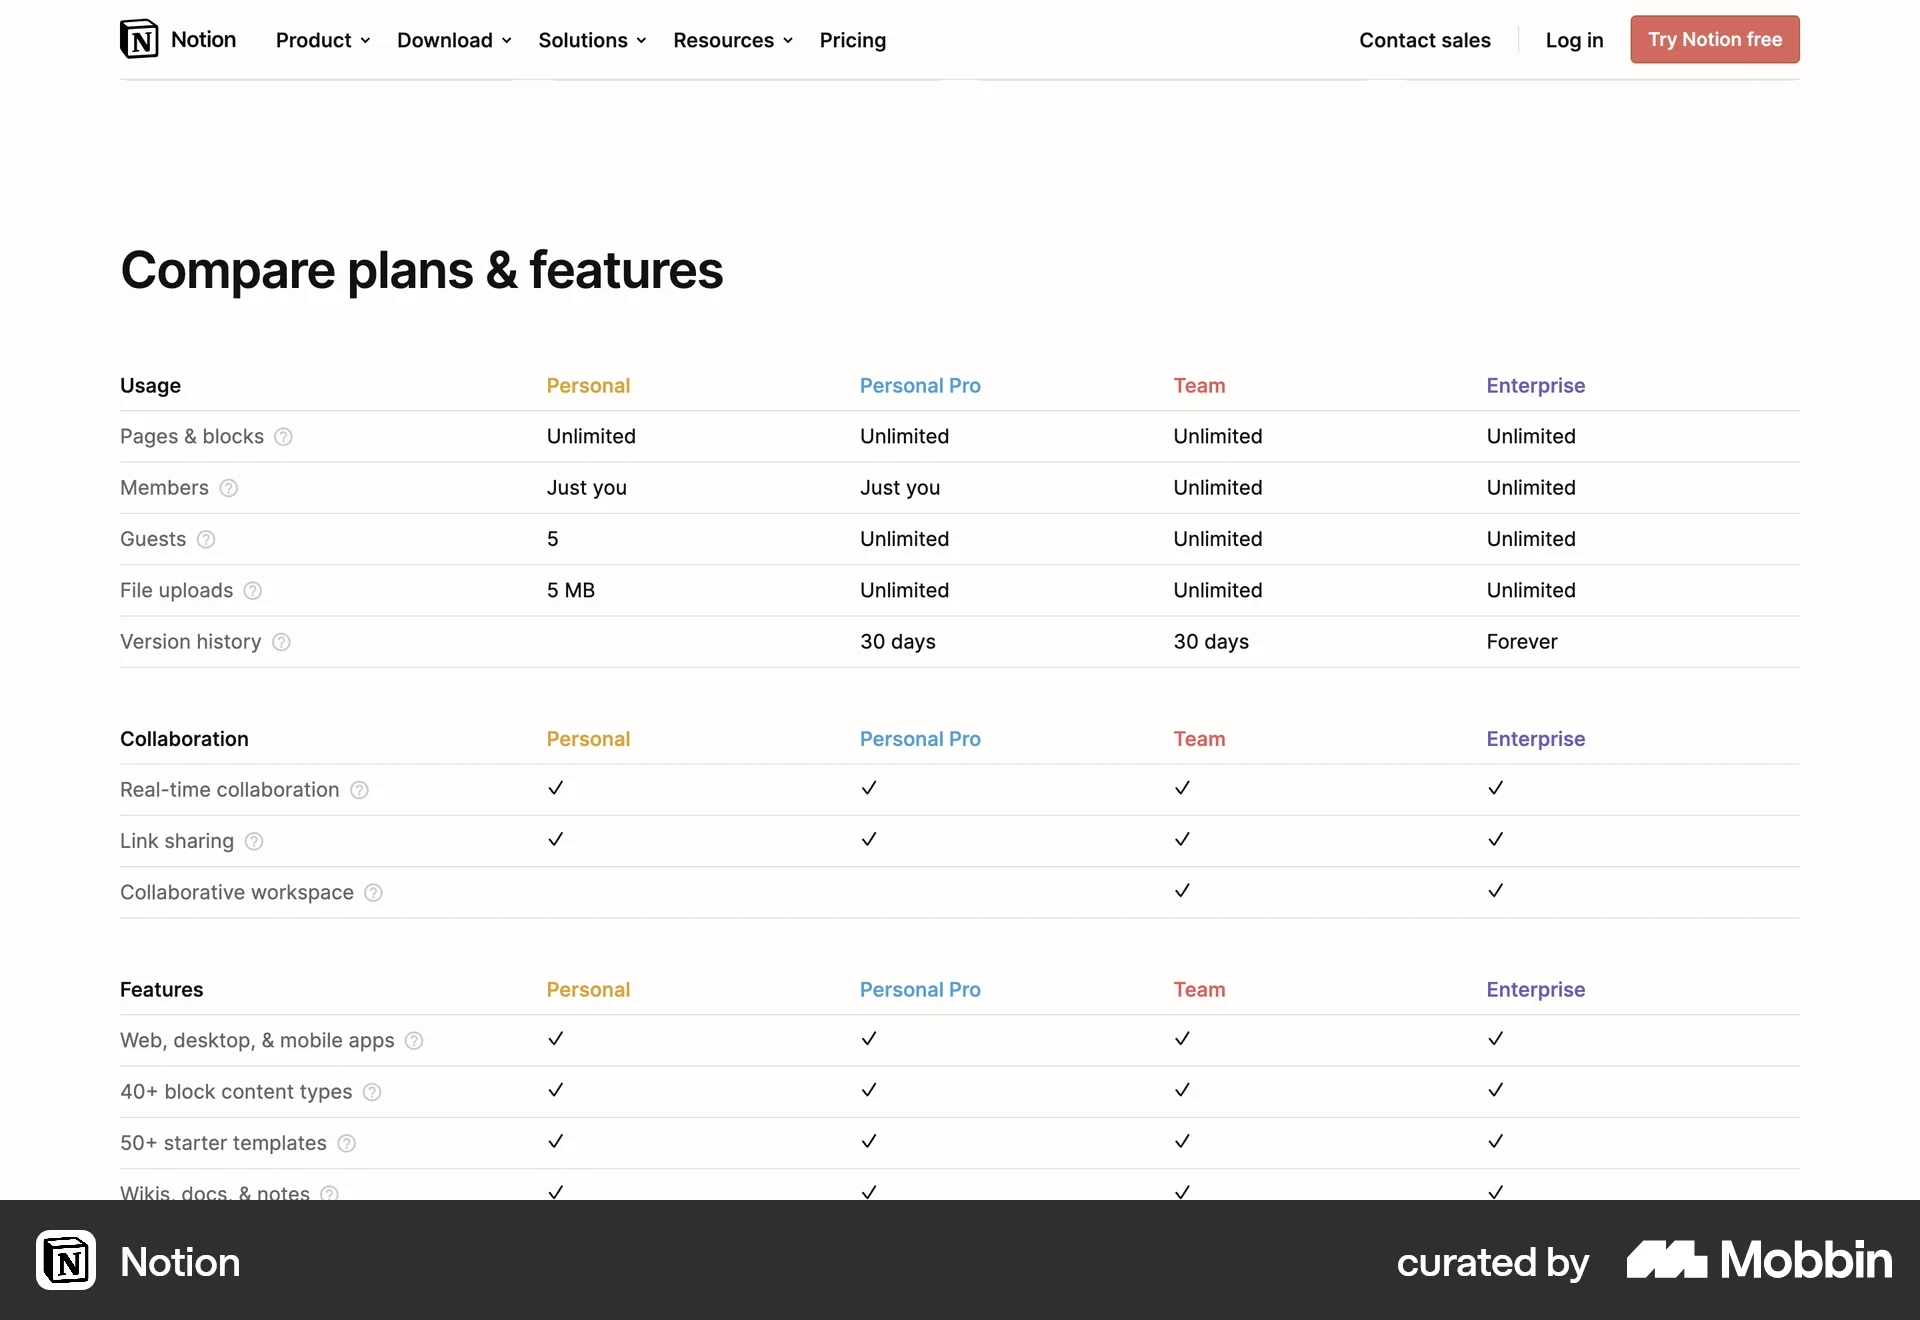 Notion Product Download Solutions Resources Pricing Contact sales Log in Try Notion free
Compare plans & features
Usage Personal Personal Pro Team Enterprise
Pages & blocks Unlimited Unlimited Unlimited Unlimited
Members Just you Just you Unlimited Unlimited
Guests 5 Unlimited Unlimited Unlimited
File uploads 5 MB Unlimited Unlimited Unlimited
Version history 30 days 30 days Forever
Collaboration Personal Personal Pro Team Enterprise
Real-time collaboration ✓ ✓ ✓ ✓
Link sharing ✓ ✓ ✓ ✓
Collaborative workspace ✓ ✓
Features Personal Personal Pro Team Enterprise
Web, desktop, & mobile apps ✓ ✓ ✓ ✓
40+ block content types ✓ ✓ ✓ ✓
50+ starter templates ✓ ✓ ✓ ✓
Wikis, docs, & notes ✓ ✓ ✓ ✓
Notion curated by Mobbin